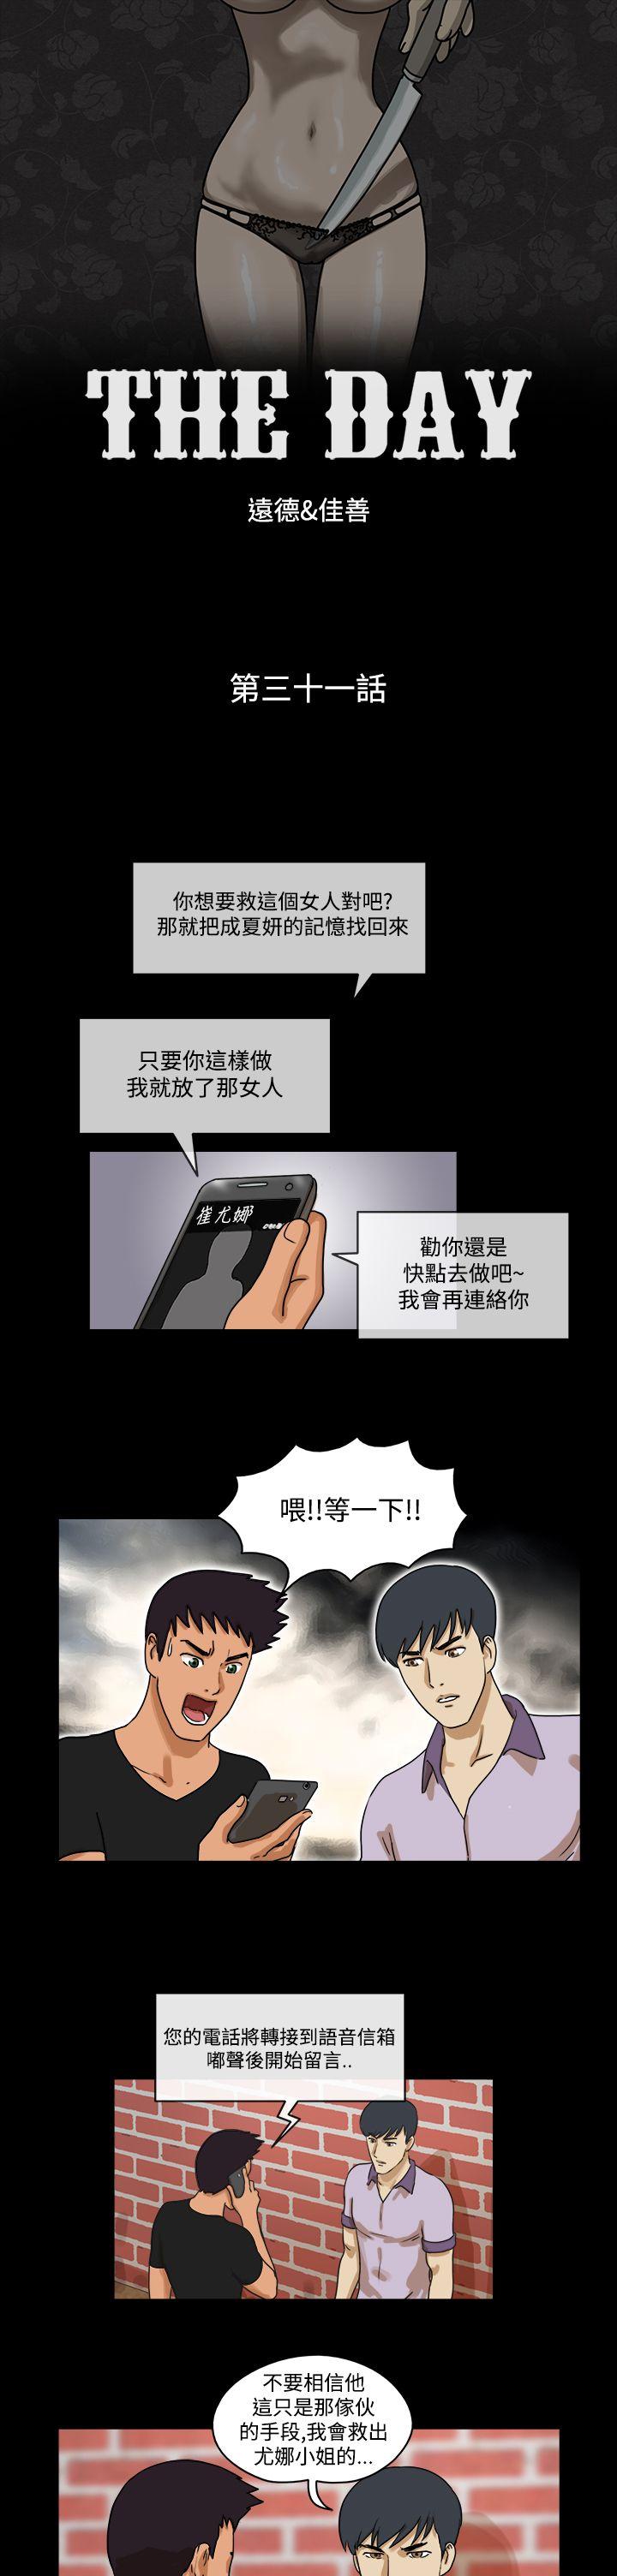 THE DAY
遠德&佳善
第三十一話
你想要救這個女人對吧?
那就把成夏妍的記憶找回來
只要你這樣做
我就放了那女人
崔尤娜
勸你還是
快點去做吧~
我會再連絡你
喂!!等一下!!
您的電話將轉接到語音信箱
嘟聲後開始留言..
不要相信他
這只是那傢伙
的手段,我會救出
尤娜小姐的...